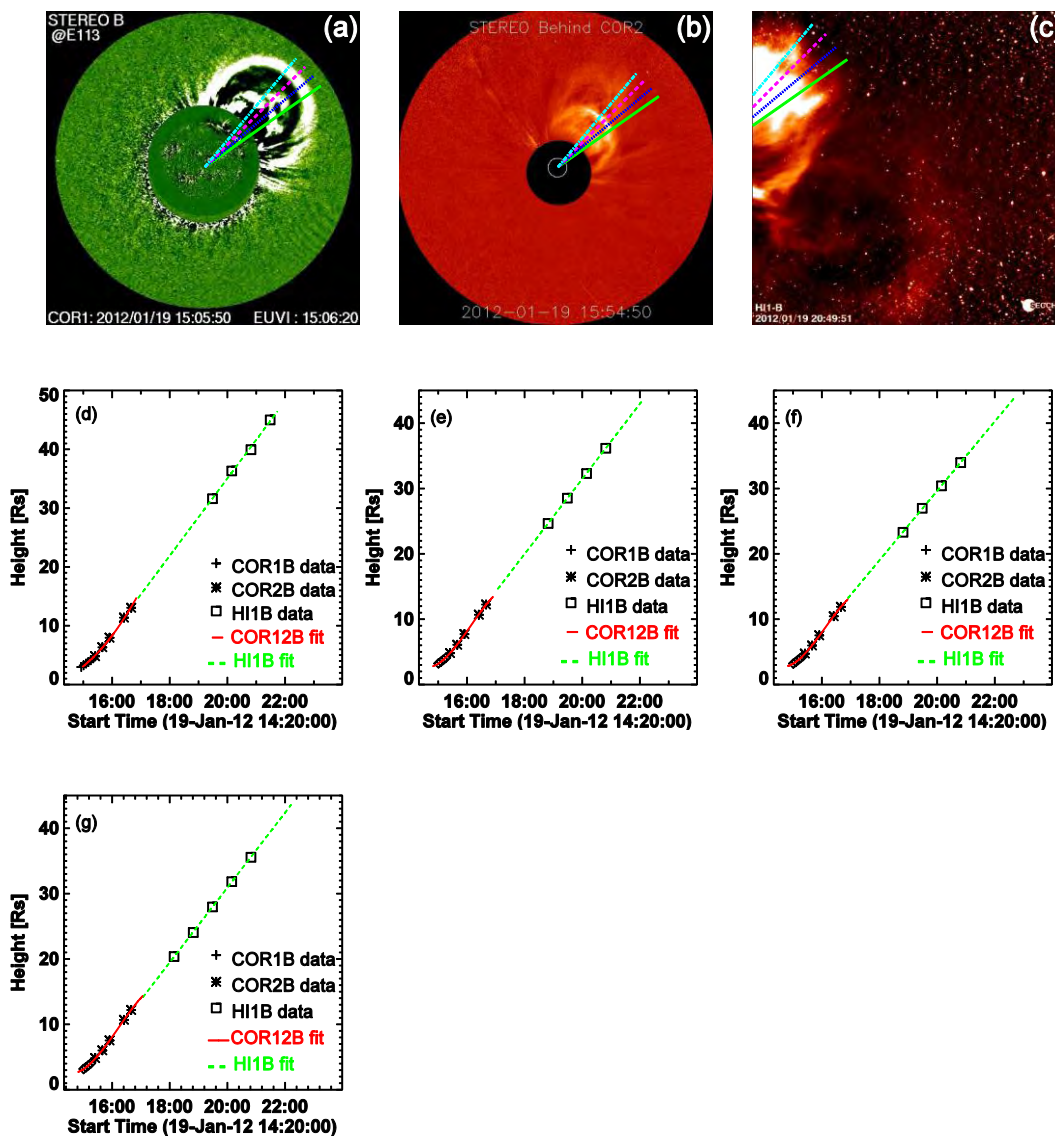 STEREO B
@E113
(a)
COR1: 2012/01/19 15:05:50 EUVI : 15:06:20
STEREO Behind COR2
(b)
2012-01-19 15:54:50
(c)
HI1-B
2012/01/19 20:49:51
(d)
Height [Rs]
50
40
30
20
10
0
COR1B data
COR2B data
HI1B data
COR12B fit
HI1B fit
16:00 18:00 20:00 22:00
Start Time (19-Jan-12 14:20:00)
(e)
Height [Rs]
40
30
20
10
0
COR1B data
COR2B data
HI1B data
COR12B fit
HI1B fit
16:00 18:00 20:00 22:00
Start Time (19-Jan-12 14:20:00)
(f)
Height [Rs]
40
30
20
10
0
COR1B data
COR2B data
HI1B data
COR12B fit
HI1B fit
16:00 18:00 20:00 22:00
Start Time (19-Jan-12 14:20:00)
(g)
Height [Rs]
40
30
20
10
0
COR1B data
COR2B data
HI1B data
COR12B fit
HI1B fit
16:00 18:00 20:00 22:00
Start Time (19-Jan-12 14:20:00)